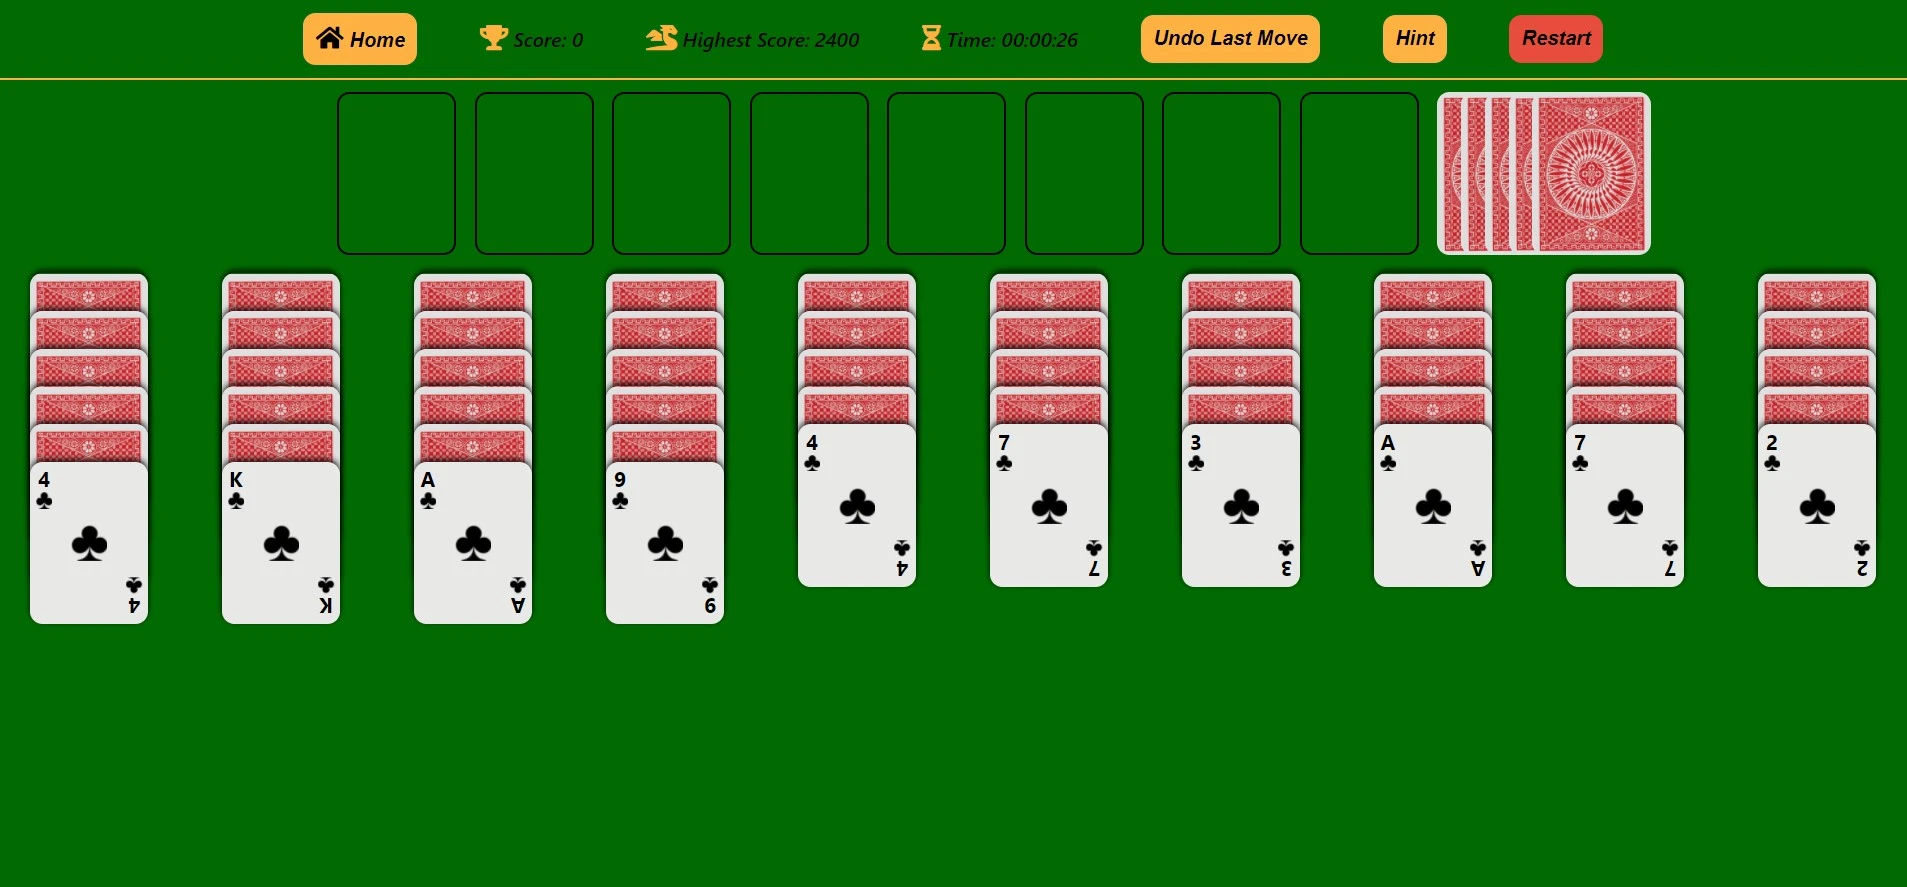 Home
Score: 0
Highest Score: 2400
Time: 00:00:26
Undo Last Move
Hint
Restart
4
7
3
A
7
2
4
K
A
9
4
7
3
A
7
2
4
K
A
9